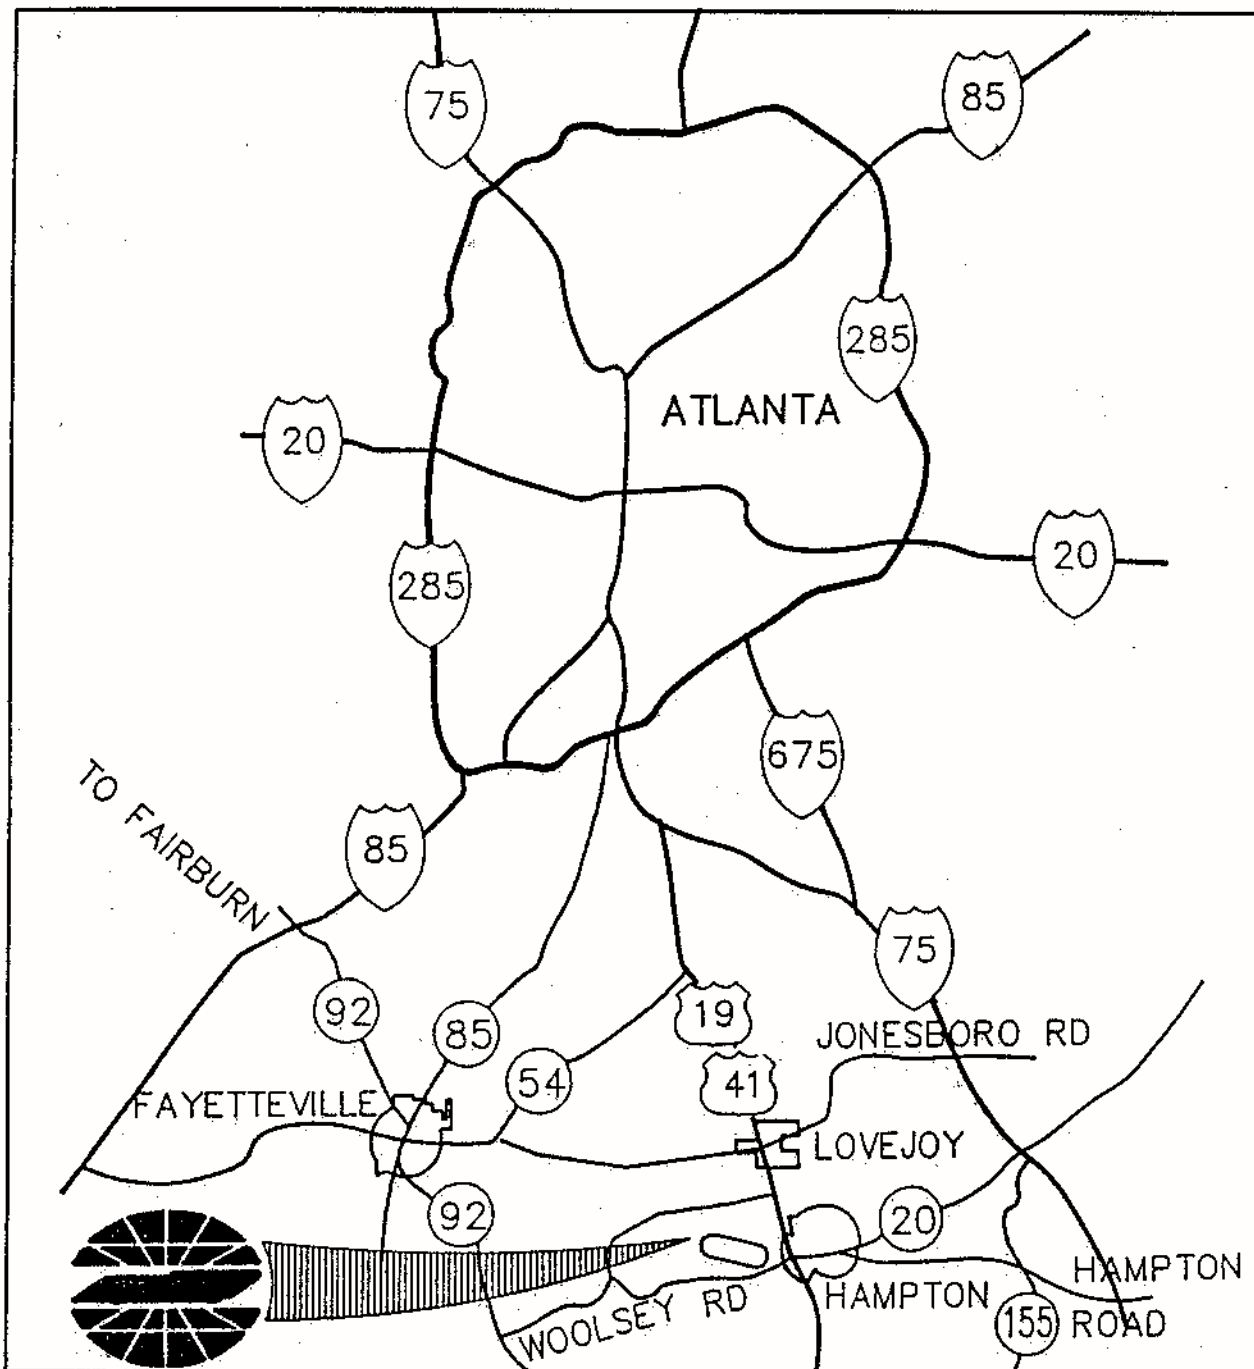 75
85
285
ATLANTA
20
20
285
675
TO FAIRBURN
85
75
92
85
19
JONESBORO RD
54
41
FAYETTEVILLE
LOVEJOY
92
20
HAMPTON
ROAD
WOOLSEY RD
HAMPTON
155